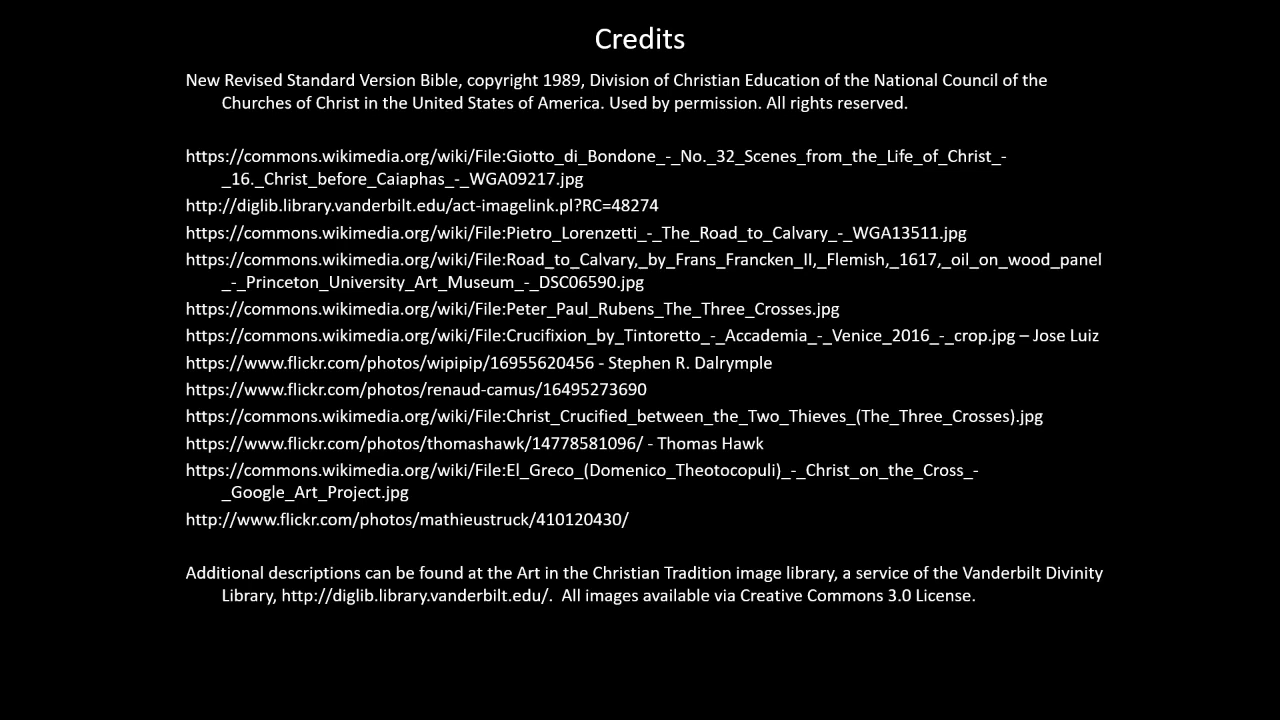 Credits
New Revised Standard Version Bible, copyright 1989, Division of Christian Education of the National Council of the
Churches of Christ in the United States of America. Used by permission. All rights reserved.
https://commons.wikimedia.org/wiki/File:Giotto_di_Bondone_-_No._32_Scenes_from_the_Life_of_Christ_-
_16._Christ_before_Caiaphas_-_WGA09217.jpg
http://diglib.library.vanderbilt.edu/act-imagelink.pl?RC=48274
https://commons.wikimedia.org/wiki/File:Pietro_Lorenzetti_-_The_Road_to_Calvary_-_WGA13511.jpg
https://commons.wikimedia.org/wiki/File:Road_to_Calvary,_by_Frans_Francken_II,_Flemish,_1617,_oil_on_wood_panel
_-_Princeton_University_Art_Museum_-_DSC06590.jpg
https://commons.wikimedia.org/wiki/File:Peter_Paul_Rubens_The_Three_Crosses.jpg
https://commons.wikimedia.org/wiki/File:Crucifixion_by_Tintoretto_-_Accademia_-_Venice_2016_-_crop.jpg – Jose Luiz
https://www.flickr.com/photos/wipipip/16955620456 - Stephen R. Dalrymple
https://www.flickr.com/photos/renaud-camus/16495273690
https://commons.wikimedia.org/wiki/File:Christ_Crucified_between_the_Two_Thieves_(The_Three_Crosses).jpg
https://www.flickr.com/photos/thomashawk/14778581096/ - Thomas Hawk
https://commons.wikimedia.org/wiki/File:El_Greco_(Domenico_Theotocopuli)_-_Christ_on_the_Cross_-
_Google_Art_Project.jpg
http://www.flickr.com/photos/mathieustruck/410120430/
Additional descriptions can be found at the Art in the Christian Tradition image library, a service of the Vanderbilt Divinity
Library, http://diglib.library.vanderbilt.edu/.  All images available via Creative Commons 3.0 License.